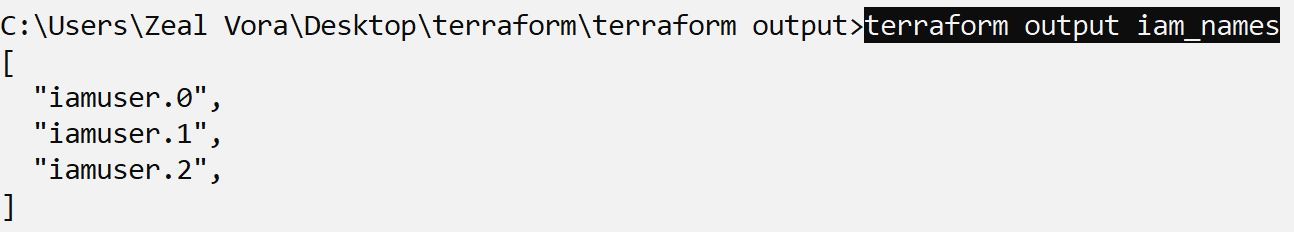 C:\Users\Zeal Vora\Desktop\terraform\terraform output>terraform output iam_names
[
  "iamuser.0",
  "iamuser.1",
  "iamuser.2",
]